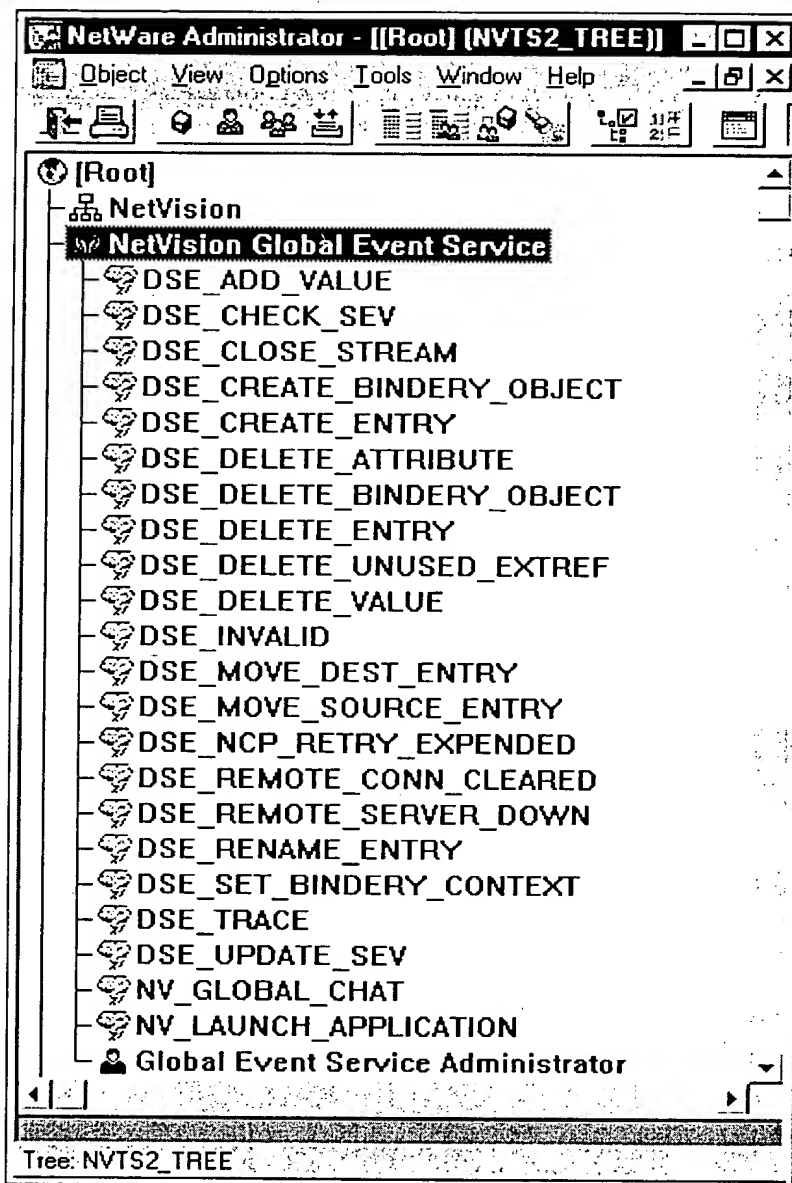 NetWare Administrator - [[Root] (NVTS2_TREE)]
Object View Options Tools Window Help
[Root]
NetVision
NetVision Global Event Service
DSE_ADD_VALUE
DSE_CHECK_SEV
DSE_CLOSE_STREAM
DSE_CREATE_BINDERY_OBJECT
DSE_CREATE_ENTRY
DSE_DELETE_ATTRIBUTE
DSE_DELETE_BINDERY_OBJECT
DSE_DELETE_ENTRY
DSE_DELETE_UNUSED_EXTREF
DSE_DELETE_VALUE
DSE_INVALID
DSE_MOVE_DEST_ENTRY
DSE_MOVE_SOURCE_ENTRY
DSE_NCP_RETRY_EXPENDED
DSE_REMOTE_CONN_CLEARED
DSE_REMOTE_SERVER_DOWN
DSE_RENAME_ENTRY
DSE_SET_BINDERY_CONTEXT
DSE_TRACE
DSE_UPDATE_SEV
NV_GLOBAL_CHAT
NV_LAUNCH_APPLICATION
Global Event Service Administrator
Tree: NVTS2_TREE